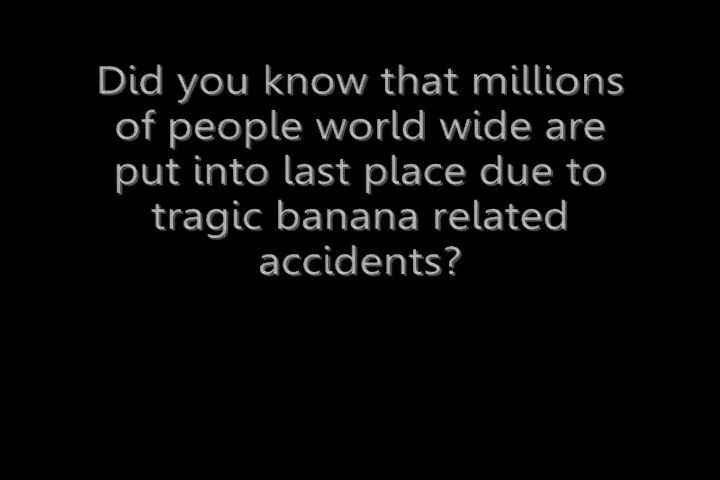 Did you know that millions
of people world wide are
put into last place due to
tragic banana related
accidents?